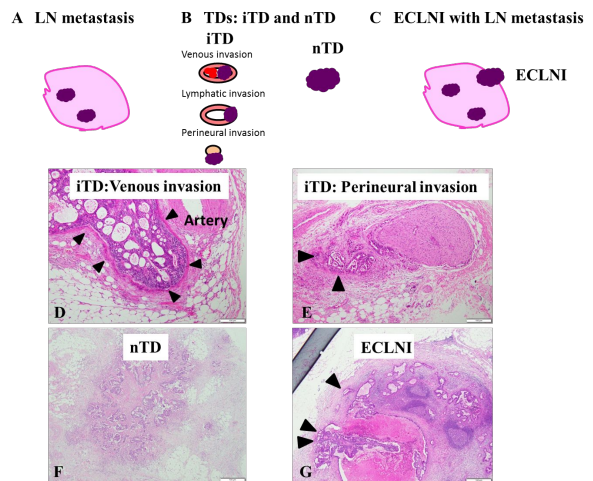 A LN metastasis
B TDs: iTD and nTD
iTD
Venous invasion
Lymphatic invasion
Perineural invasion
nTD
C ECLNI with LN metastasis
ECLNI
iTD:Venous invasion
Artery
D
iTD: Perineural invasion
E
nTD
F
ECLNI
G